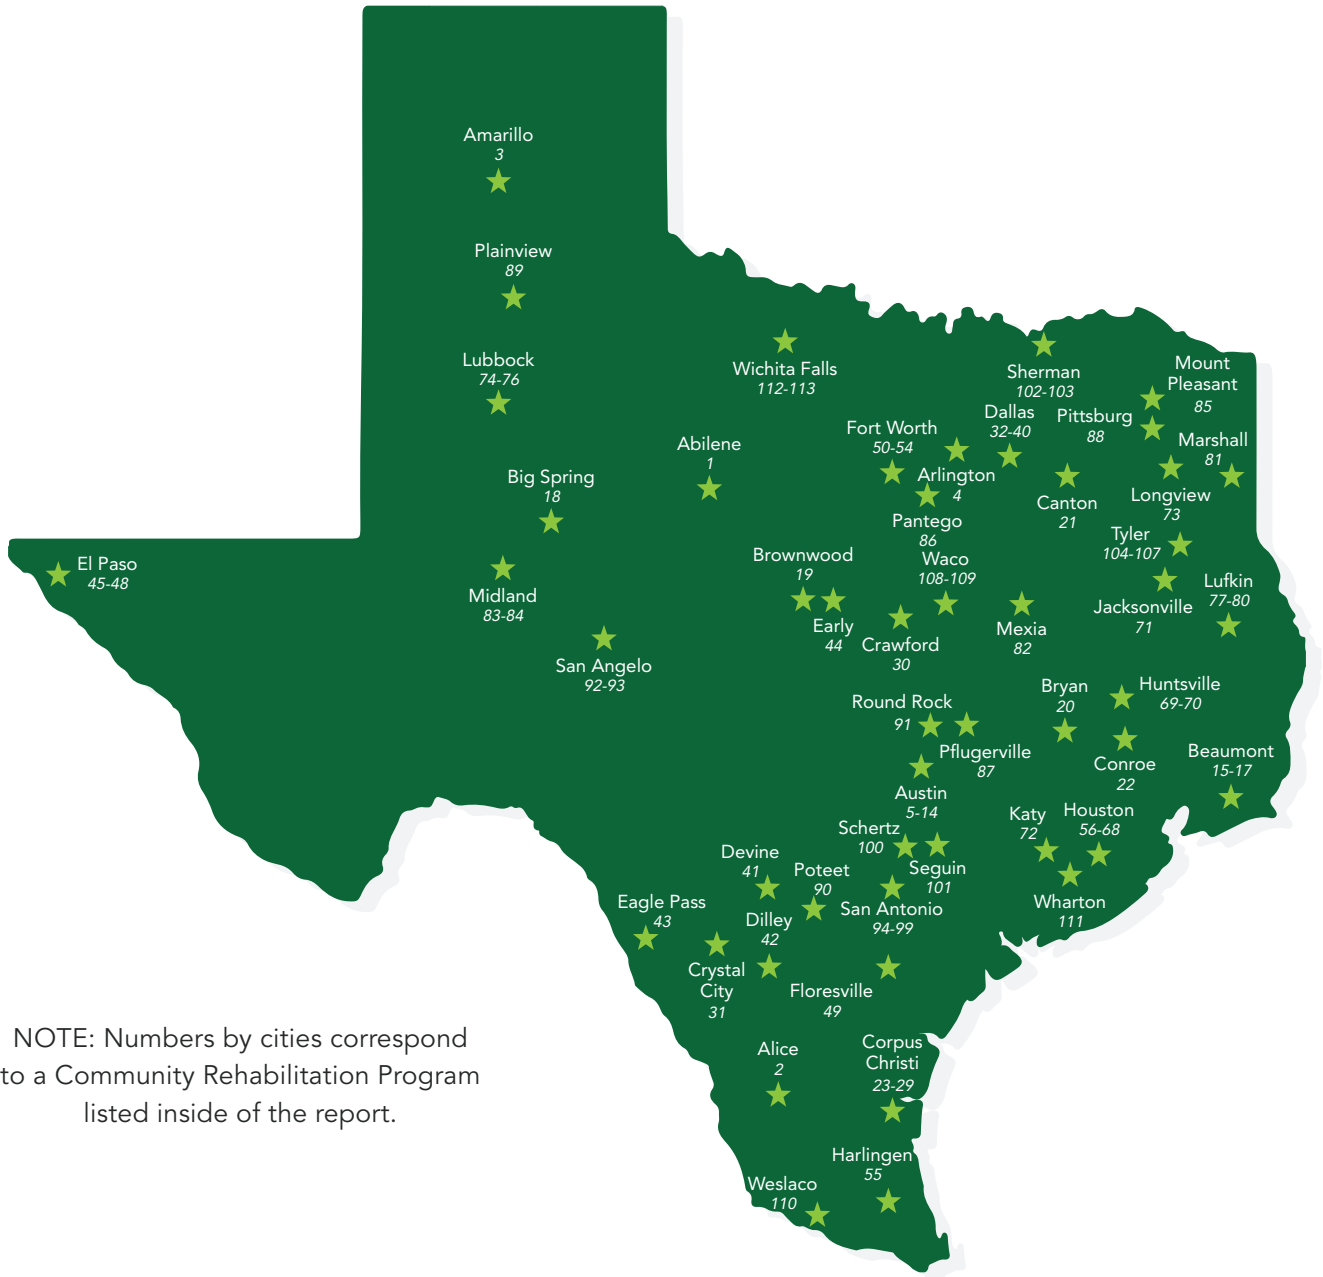 Amarillo
3
Plainview
89
Lubbock
74-76
Wichita Falls
112-113
Sherman
102-103
Mount
Pleasant
85
Dallas
32-40
Pittsburg
88
Fort Worth
50-54
Marshall
81
Abilene
1
Arlington
4
Big Spring
18
Canton
21
Longview
73
Pantego
86
Tyler
104-107
El Paso
45-48
Brownwood
19
Waco
108-109
Lufkin
77-80
Midland
83-84
Jacksonville
71
Early
44
Mexia
82
Crawford
30
San Angelo
92-93
Bryan
20
Huntsville
69-70
Round Rock
91
Pflugerville
87
Beaumont
15-17
Conroe
22
Austin
5-14
Katy
72
Houston
56-68
Schertz
100
Devine
41
Poteet
90
Seguin
101
Eagle Pass
43
San Antonio
94-99
Wharton
111
Dilley
42
Crystal
City
31
Floresville
49
NOTE: Numbers by cities correspond
to a Community Rehabilitation Program
listed inside of the report.
Alice
2
Corpus
Christi
23-29
Harlingen
55
Weslaco
110